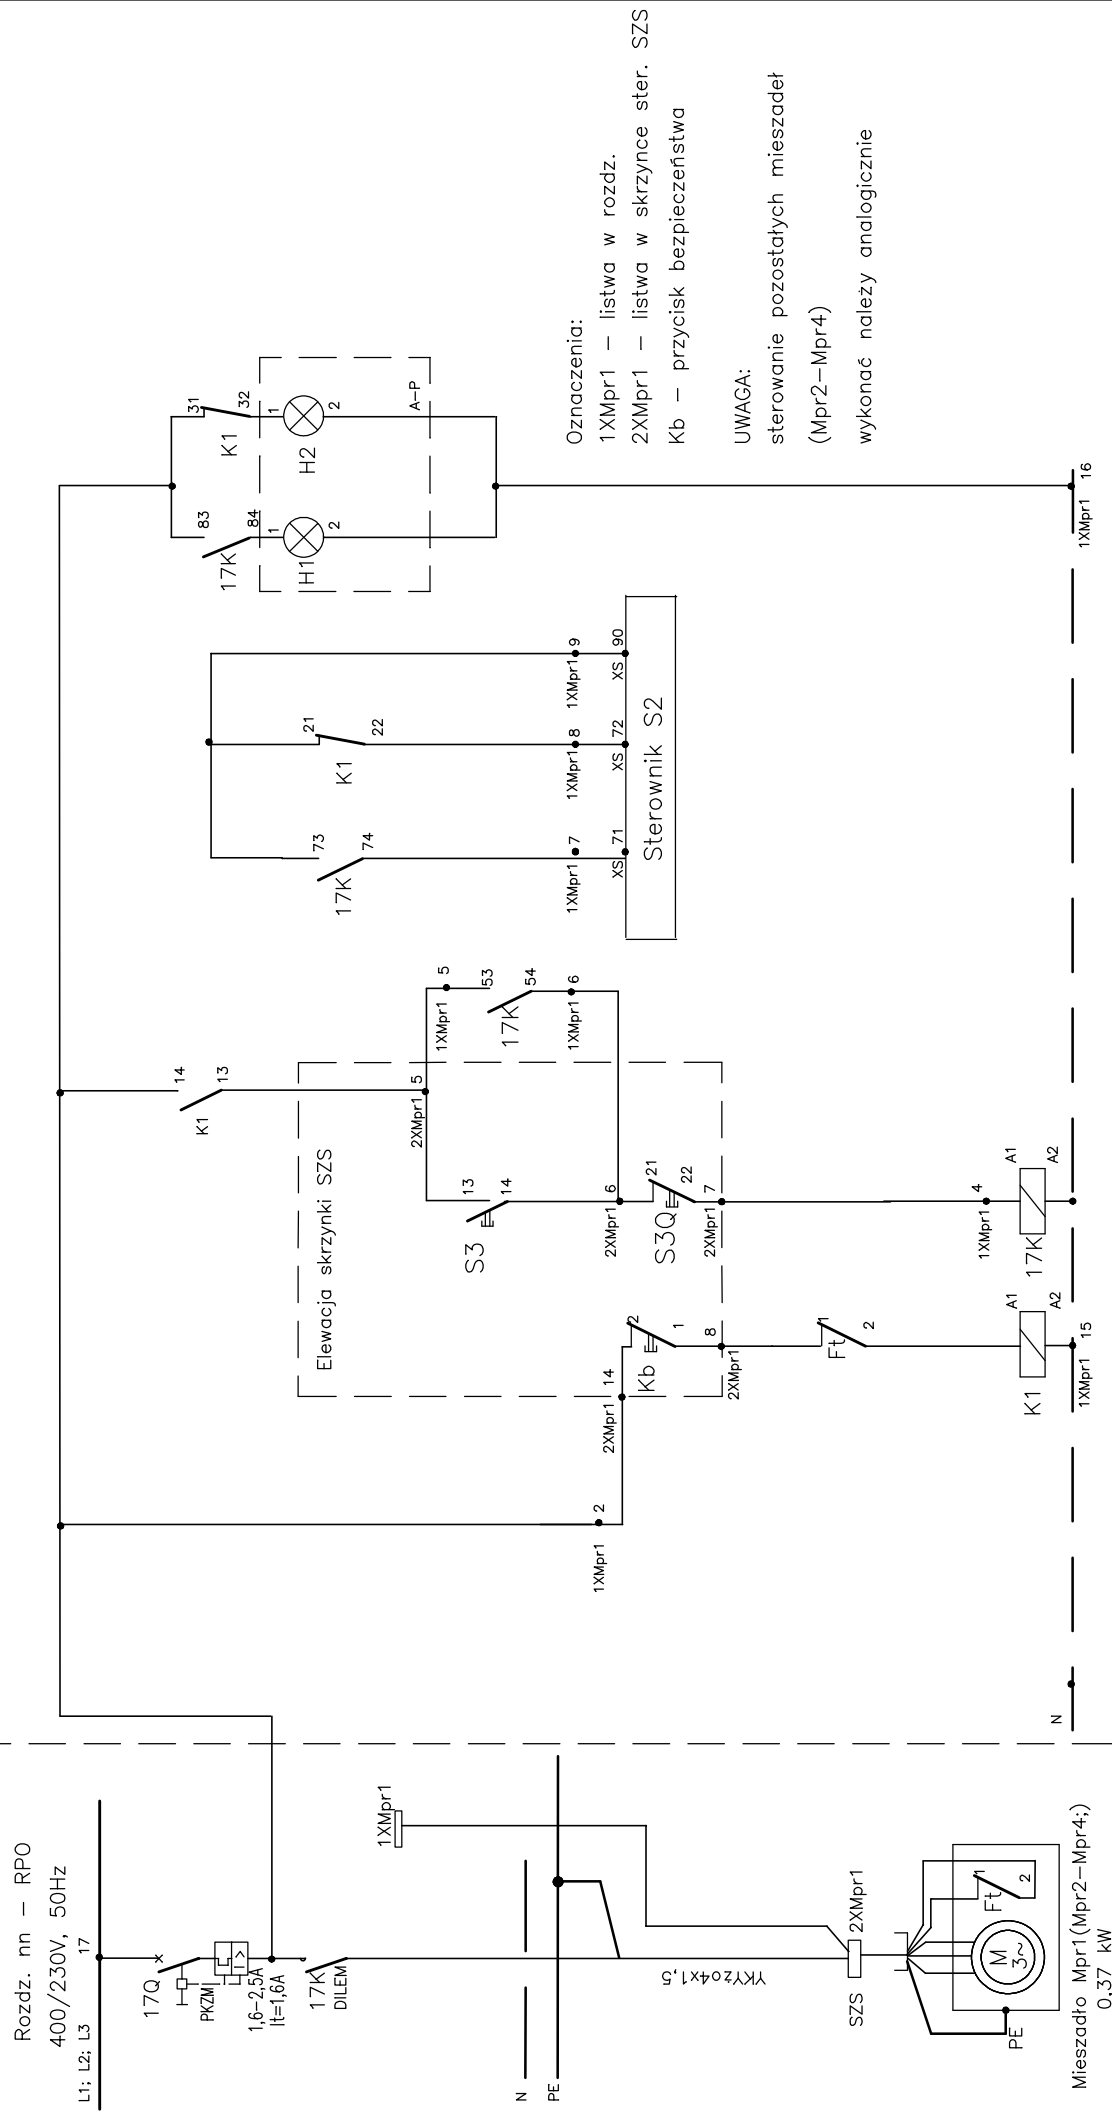 Rozdz. nn – RPO
400/230V, 50Hz
L1; L2; L3
17
17Q
PKZM
1,6–2,5A
It=1,6A
I>
17K
DILEM
N
PE
1XMpr1
YKYżo4x1,5
SZS
2XMpr1
Ft
1
2
M
3~
PE
Mieszadło Mpr1(Mpr2–Mpr4;)
0,37 kW
N
1XMpr1
2
2XMpr1
14
Kb
2
1
8
2XMpr1
Ft
1
2
K1
A1
A2
1XMpr1
15
Elewacja skrzynki SZS
K1
14
13
2XMpr1
5
S3
13
14
2XMpr1
6
S3Q
21
22
2XMpr1
7
1XMpr1
5
17K
53
54
1XMpr1
6
1XMpr1
4
17K
A1
A2
17K
73
74
1XMpr1
7
XS
71
K1
21
22
1XMpr1
8
XS
72
1XMpr1
9
XS
90
Sterownik S2
17K
83
84
H1
1
2
K1
31
32
H2
1
2
A–P
1XMpr1
16
Oznaczenia:
1XMpr1 – listwa w rozdz.
2XMpr1 – listwa w skrzynce ster. SZS
Kb – przycisk bezpieczeństwa
UWAGA:
sterowanie pozostałych mieszadeł
(Mpr2–Mpr4)
wykonać należy analogicznie